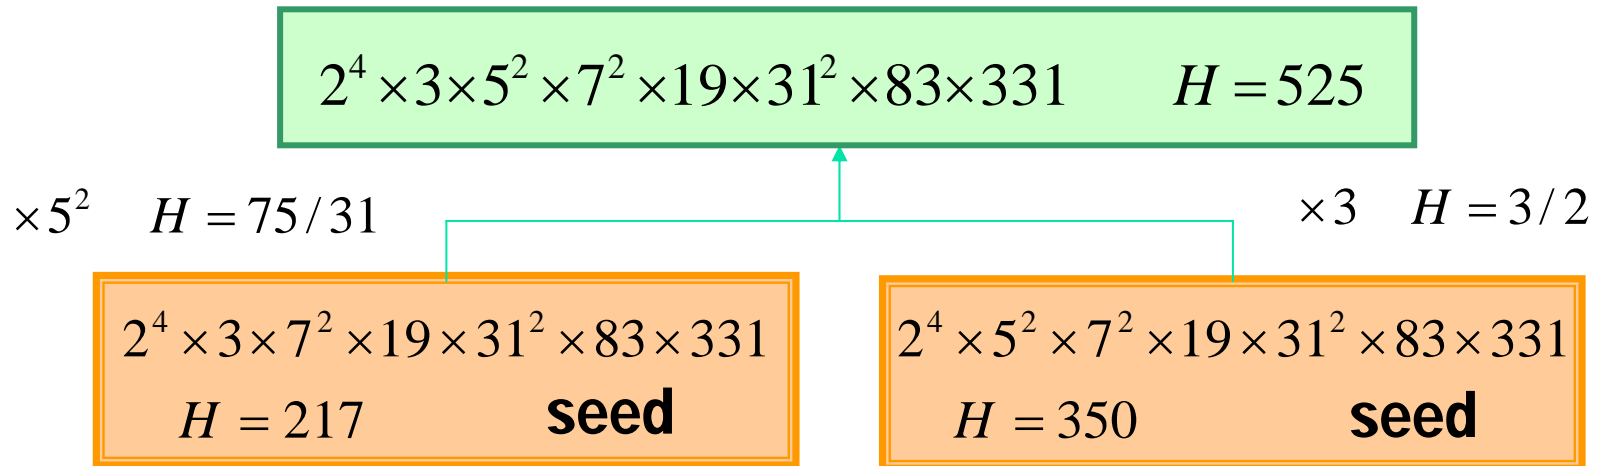 2⁴ ×3×5² ×7² ×19×31² ×83×331 H =525
×5² H = 75/31
×3 H = 3/2
2⁴ ×3×7² ×19×31² ×83×331
H = 217 seed
2⁴ ×5² ×7² ×19×31² ×83×331
H = 350 seed